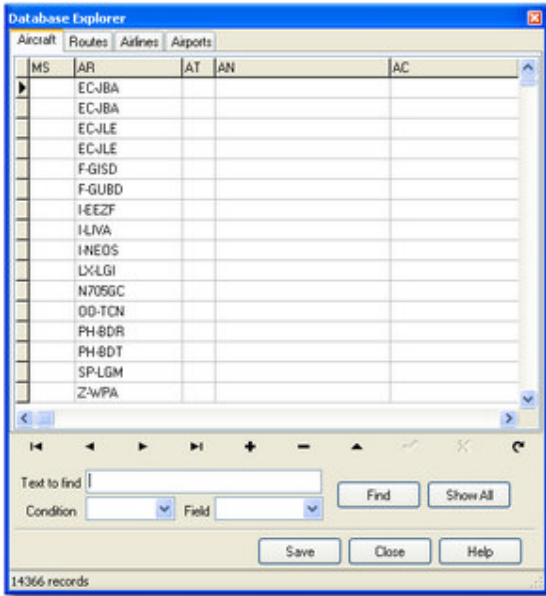 Database Explorer
Aircraft Routes Airlines Airports
MS AR AT AN AC
EC-JBA
EC-JBA
EC-JLE
EC-JLE
F-GISD
F-GUBD
I-EEZF
I-LIVA
I-NEOS
LX-LGI
N705GC
OO-TCN
PH-BDR
PH-BDT
SP-LGM
Z-WPA
Text to find
Find Show All
Condition Field
Save Close Help
14366 records